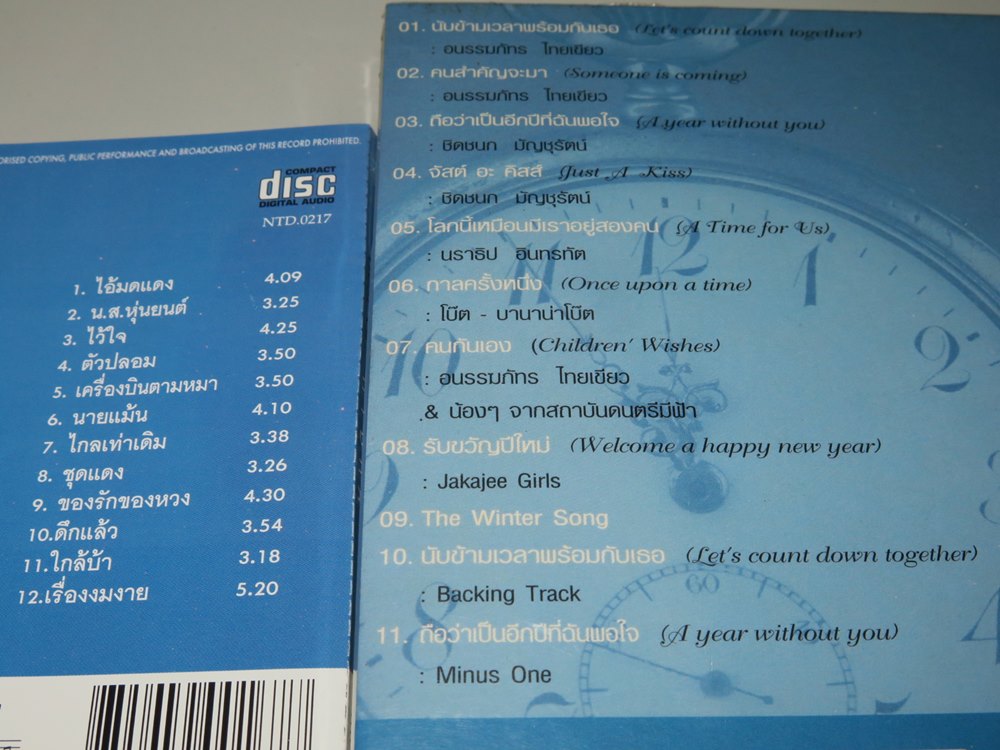 ORISED COPYING, PUBLIC PERFORMANCE AND BROADCASTING OF THIS RECORD PROHIBITED.
COMPACT
disc
DIGITAL AUDIO
NTD.0217
1. ไอ้มดแดง 4.09
2. น.ส.หุ่นยนต์ 3.25
3. ไว้ใจ 4.25
4. ตัวปลอม 3.50
5. เครื่องบินตามหมา 3.50
6. นายแม้น 4.10
7. ไกลเท่าเดิม 3.38
8. ชุดแดง 3.26
9. ของรักของหวง 4.30
10.ดึกแล้ว 3.54
11.ใกล้บ้า 3.18
12.เรื่องงมงาย 5.20
01. นับข้ามเวลาพร้อมกับเธอ (Let's count down together)
: อนรรฆภัทร ไทยเขียว
02. คนสำคัญจะมา (Someone is coming)
: อนรรฆภัทร ไทยเขียว
03. ถือว่าเป็นอีกปีที่ฉันพอใจ (A year without you)
: ชิดชนก มัญชุรัตน์
04. จัสต์ อะ คิสส์ (Just A Kiss)
: ชิดชนก มัญชุรัตน์
05. โลกนี้เหมือนมีเราอยู่สองคน (A Time for Us)
: นราธิป อินทรทัต
06. กาลครั้งหนึ่ง (Once upon a time)
: โบ๊ต - บานาน่าโบ๊ต
07. คนกันเอง (Children' Wishes)
: อนรรฆภัทร ไทยเขียว
& น้องๆ จากสถาบันดนตรีมีฟ้า
08. รับขวัญปีใหม่ (Welcome a happy new year)
: Jakajee Girls
09. The Winter Song
10. นับข้ามเวลาพร้อมกับเธอ (Let's count down together)
: Backing Track
11. ถือว่าเป็นอีกปีที่ฉันพอใจ (A year without you)
: Minus One
12
1
2
10
8
7
60